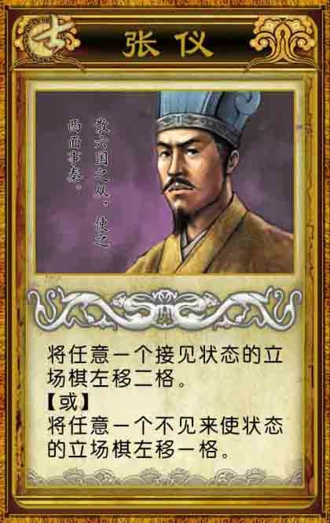 士
张仪
散六国之从，使之
西面事秦。
将任意一个接见状态的立
场棋左移二格。
【或】
将任意一个不见来使状态
的立场棋左移一格。